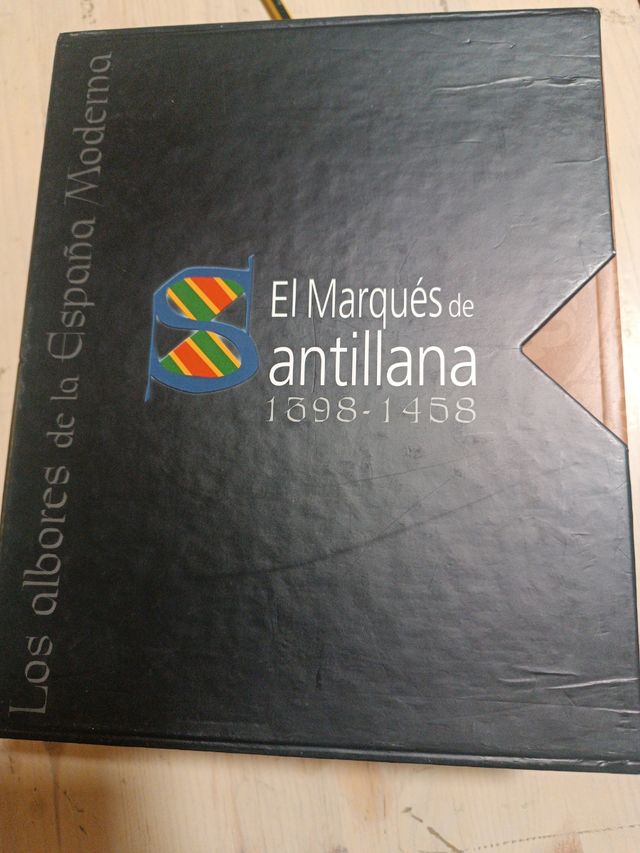 Los albores de la España Moderna
El Marqués de
Santillana
1398-1458